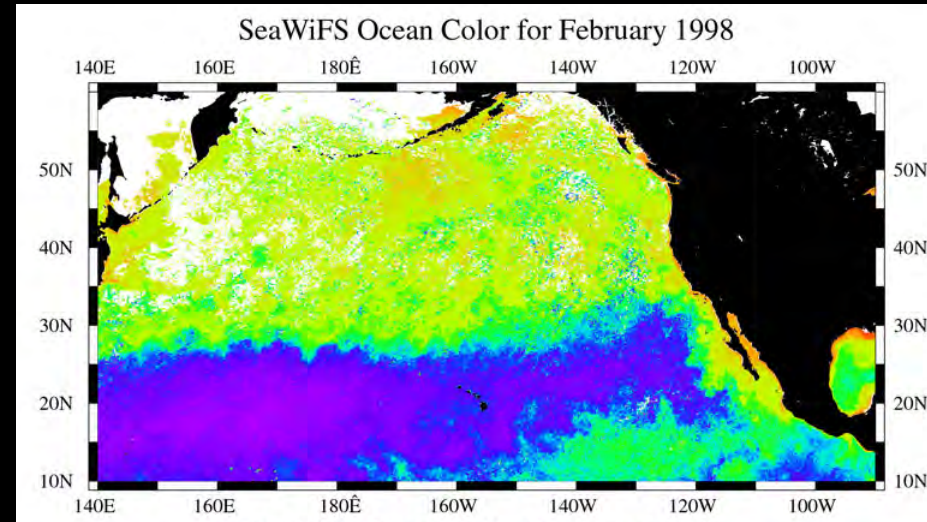 SeaWiFS Ocean Color for February 1998
140E 160E 180Ê 160W 140W 120W 100W
50N 50N
40N 40N
30N 30N
20N 20N
10N 10N
140E 160E 180Ê 160W 140W 120W 100W